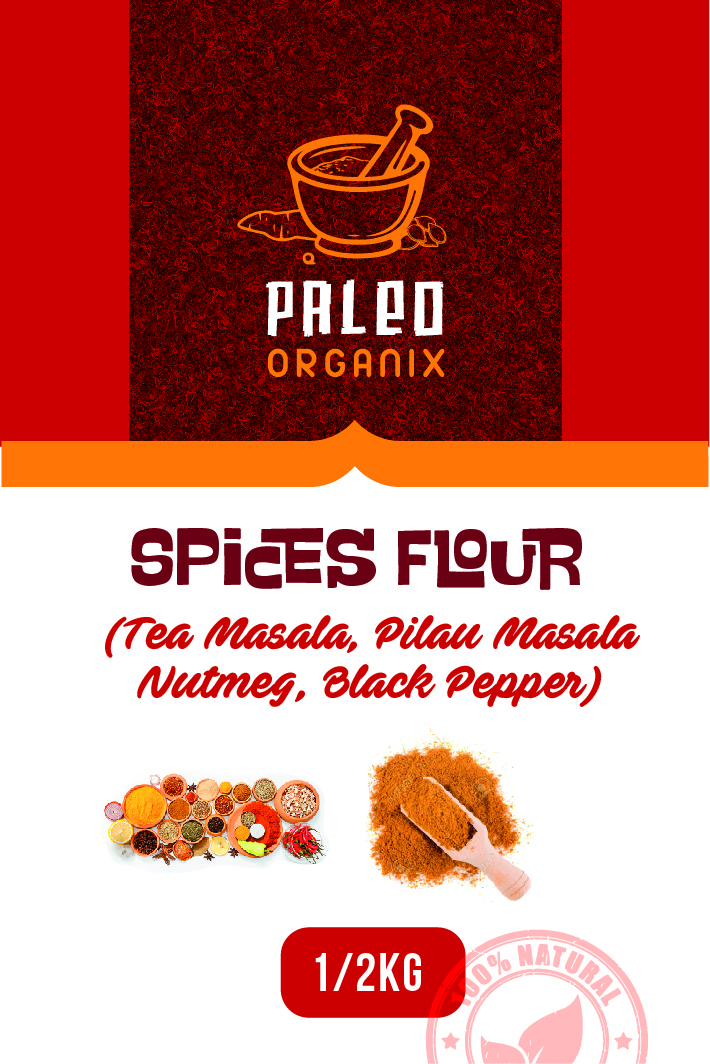 PALEO
ORGANIX
SPICES FLOUR
(Tea Masala, Pilau Masala
Nutmeg, Black Pepper)
1/2KG
100% NATURAL